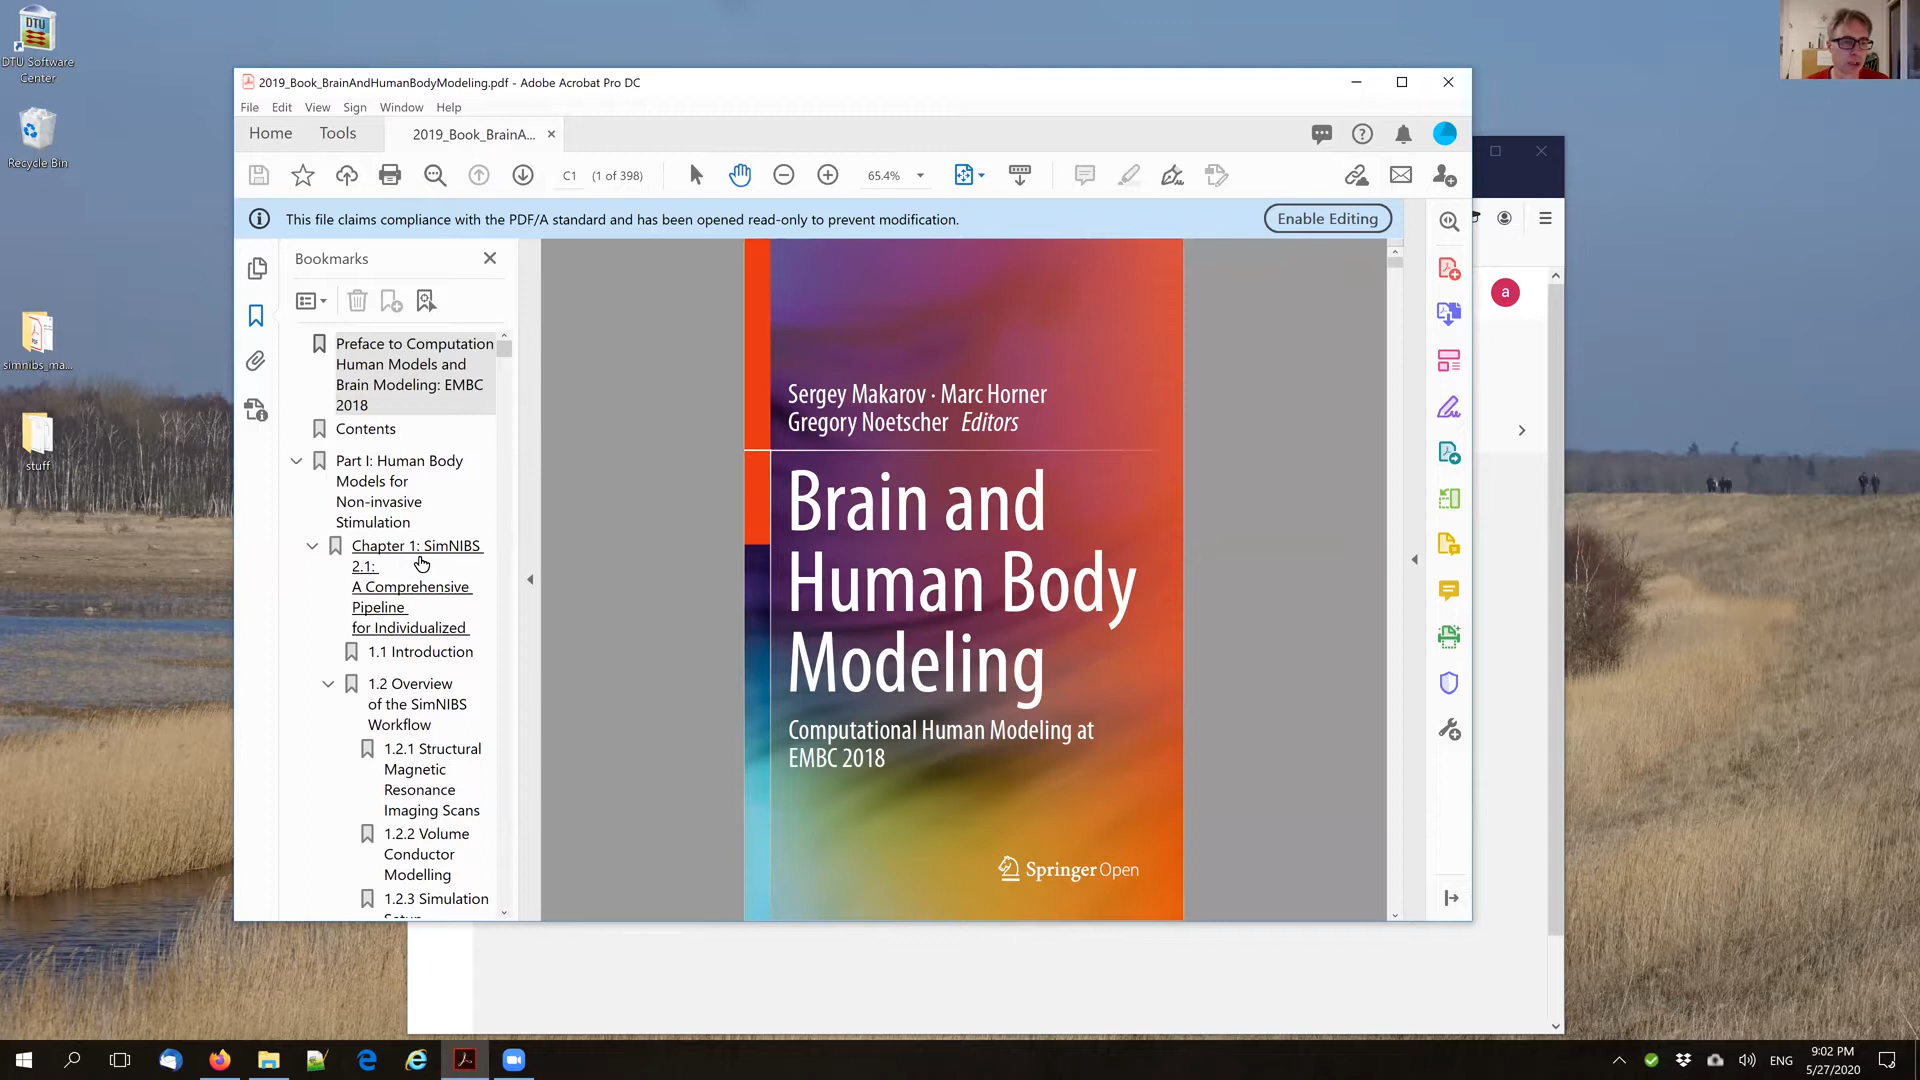 DTU
DTU Software
Center
Recycle Bin
simnibs_ma...
stuff
2019_Book_BrainAndHumanBodyModeling.pdf - Adobe Acrobat Pro DC
File Edit View Sign Window Help
Home Tools 2019_Book_BrainA...
C1 (1 of 398) 65.4%
This file claims compliance with the PDF/A standard and has been opened read-only to prevent modification.
Enable Editing
Bookmarks
Preface to Computation
Human Models and
Brain Modeling: EMBC
2018
Contents
Part I: Human Body
Models for
Non-invasive
Stimulation
Chapter 1: SimNIBS
2.1:
A Comprehensive
Pipeline
for Individualized
1.1 Introduction
1.2 Overview
of the SimNIBS
Workflow
1.2.1 Structural
Magnetic
Resonance
Imaging Scans
1.2.2 Volume
Conductor
Modelling
1.2.3 Simulation
Setup
Sergey Makarov · Marc Horner
Gregory Noetscher Editors
Brain and
Human Body
Modeling
Computational Human Modeling at
EMBC 2018
Springer Open
a
ENG
9:02 PM
5/27/2020